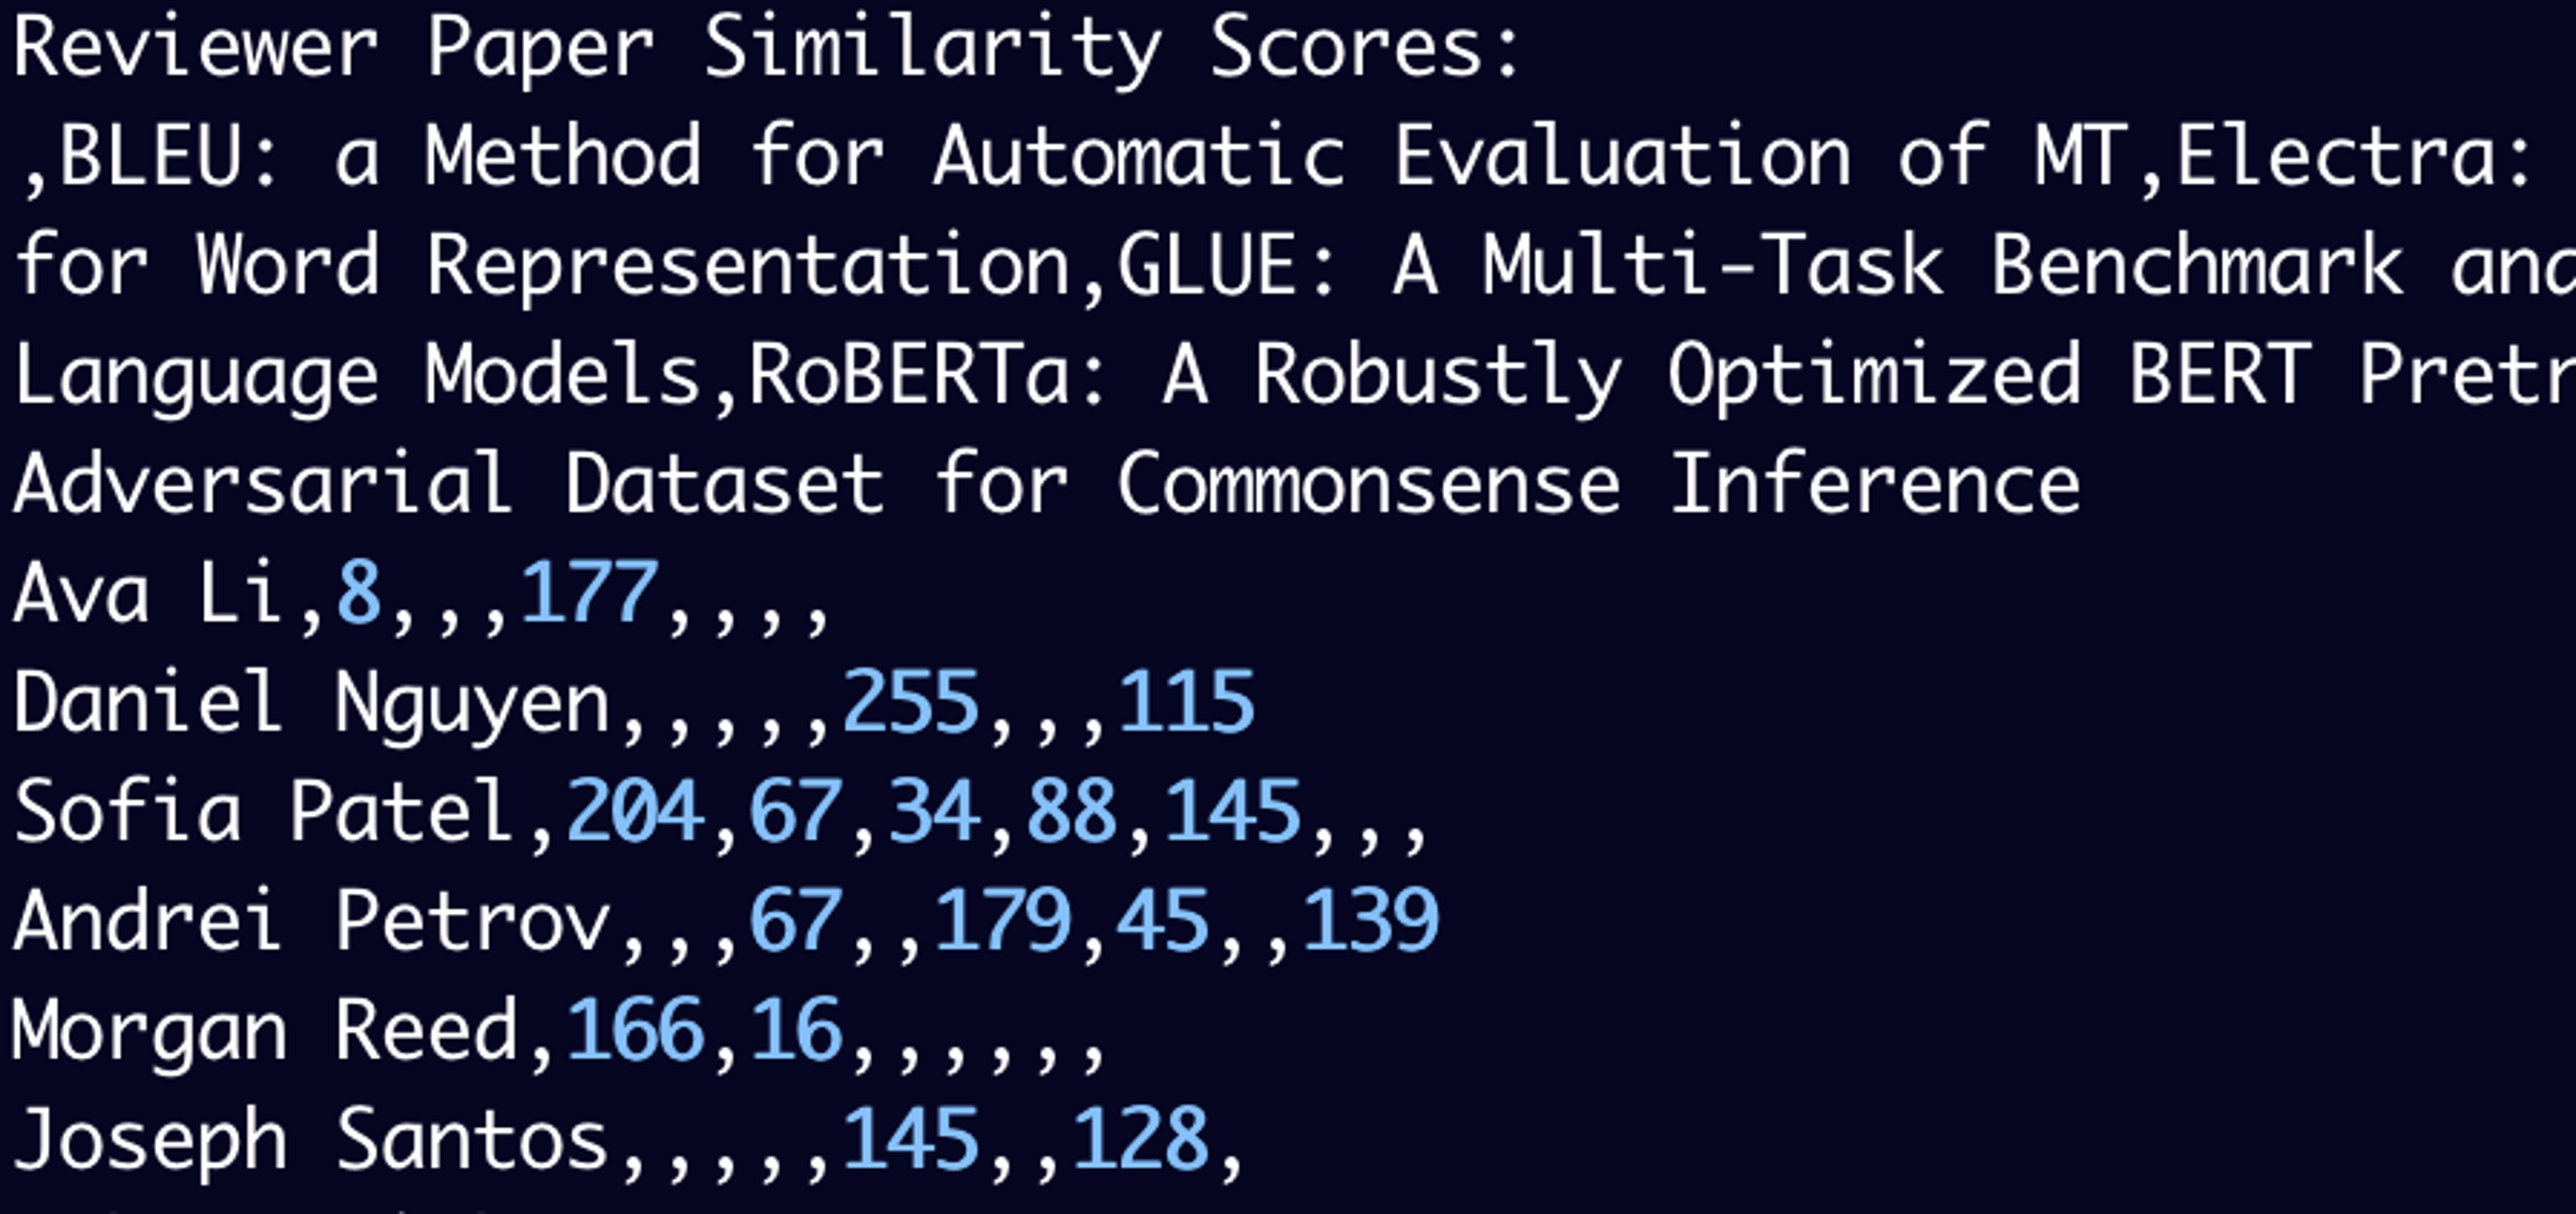 Reviewer Paper Similarity Scores:
,BLEU: a Method for Automatic Evaluation of MT,Electra:
for Word Representation,GLUE: A Multi-Task Benchmark and
Language Models,RoBERTa: A Robustly Optimized BERT Pretr
Adversarial Dataset for Commonsense Inference
Ava Li,8,,,177,,,,
Daniel Nguyen,,,,,255,,,115
Sofia Patel,204,67,34,88,145,,,
Andrei Petrov,,,67,,179,45,,139
Morgan Reed,166,16,,,,,,
Joseph Santos,,,,,145,,128,